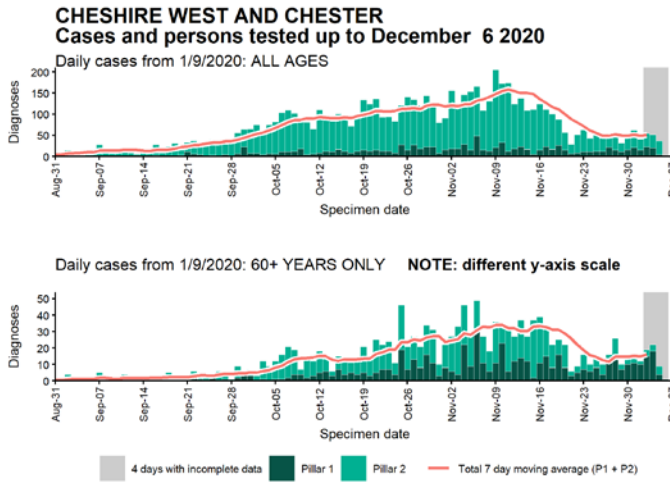 CHESHIRE WEST AND CHESTER
Cases and persons tested up to December 6 2020
Daily cases from 1/9/2020: ALL AGES
Diagnoses
200
150
100
50
0
Aug-31
Sep-07
Sep-14
Sep-21
Sep-28
Oct-05
Oct-12
Oct-19
Oct-26
Nov-02
Nov-09
Nov-16
Nov-23
Nov-30
Specimen date
Daily cases from 1/9/2020: 60+ YEARS ONLY NOTE: different y-axis scale
Diagnoses
50
40
30
20
10
0
Aug-31
Sep-07
Sep-14
Sep-21
Sep-28
Oct-05
Oct-12
Oct-19
Oct-26
Nov-02
Nov-09
Nov-16
Nov-23
Nov-30
Specimen date
4 days with incomplete data Pillar 1 Pillar 2 Total 7 day moving average (P1 + P2)